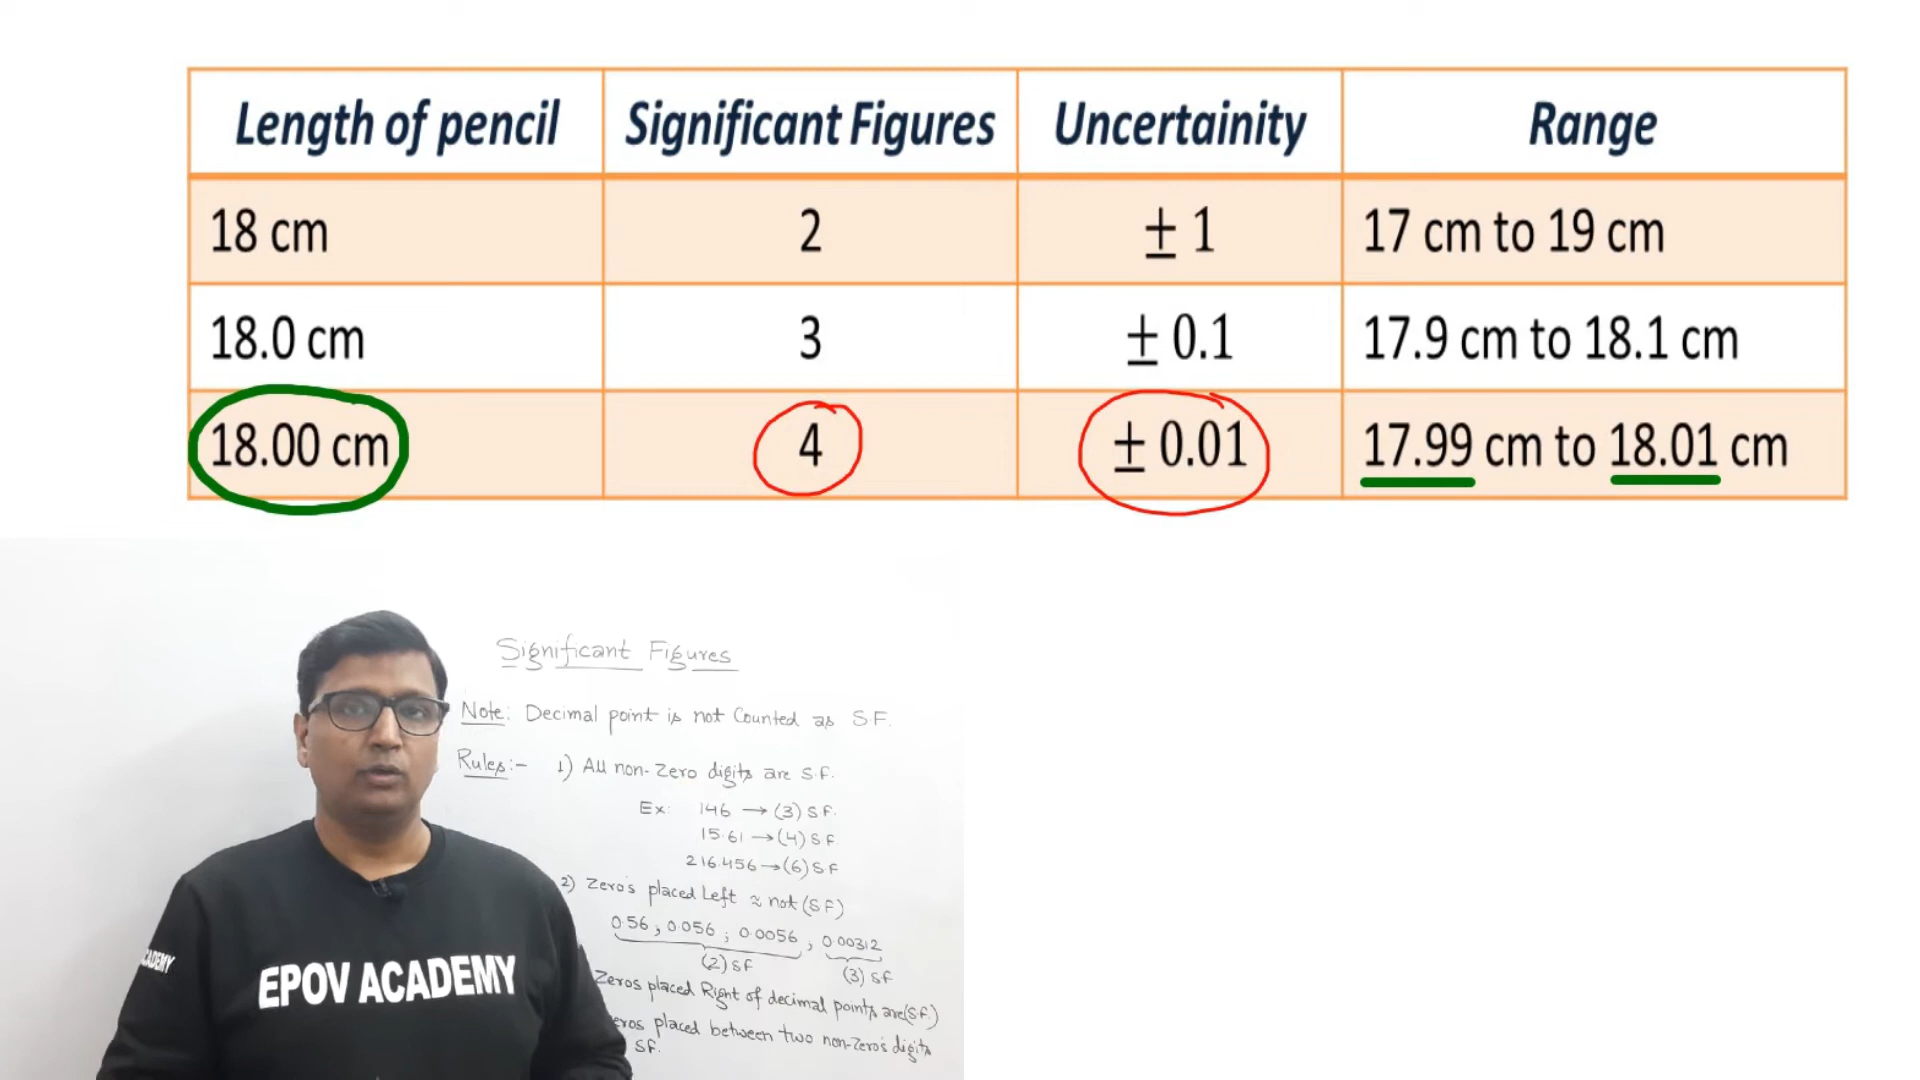 Length of pencil Significant Figures Uncertainity Range
18 cm 2 ± 1 17 cm to 19 cm
18.0 cm 3 ± 0.1 17.9 cm to 18.1 cm
18.00 cm 4 ± 0.01 17.99 cm to 18.01 cm
Significant Figures
Note: Decimal point is not Counted as S F.
Rules:- 1) All non-Zero digits are S.F.
Ex: 146 → (3) S F.
15.61 → (4) S F
216.456 → (6) S F
2) Zero's placed Left ≈ not (S F)
0.56, 0.056, 0.0056, 0.00312
(2) SF (3) SF
Zeros placed Right of decimal points are (S.F.)
eros placed between two non-Zero's digits
SF.
CADEMY
EPOV ACADEMY